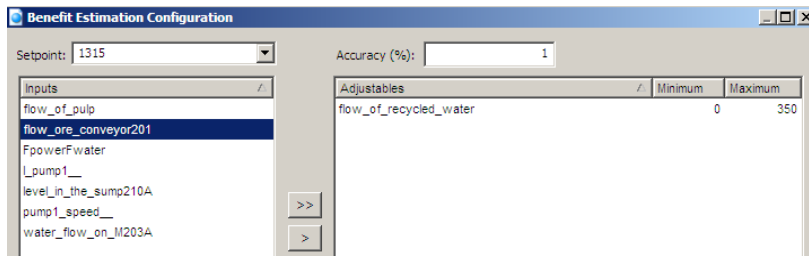 Benefit Estimation Configuration
Setpoint: 1315 Accuracy (%): 1
Inputs Adjustables Minimum Maximum
flow_of_pulp flow_of_recycled_water 0 350
flow_ore_conveyor201
FpowerFwater
I_pump1__
level_in_the_sump210A
pump1_speed__
>>
water_flow_on_M203A
>